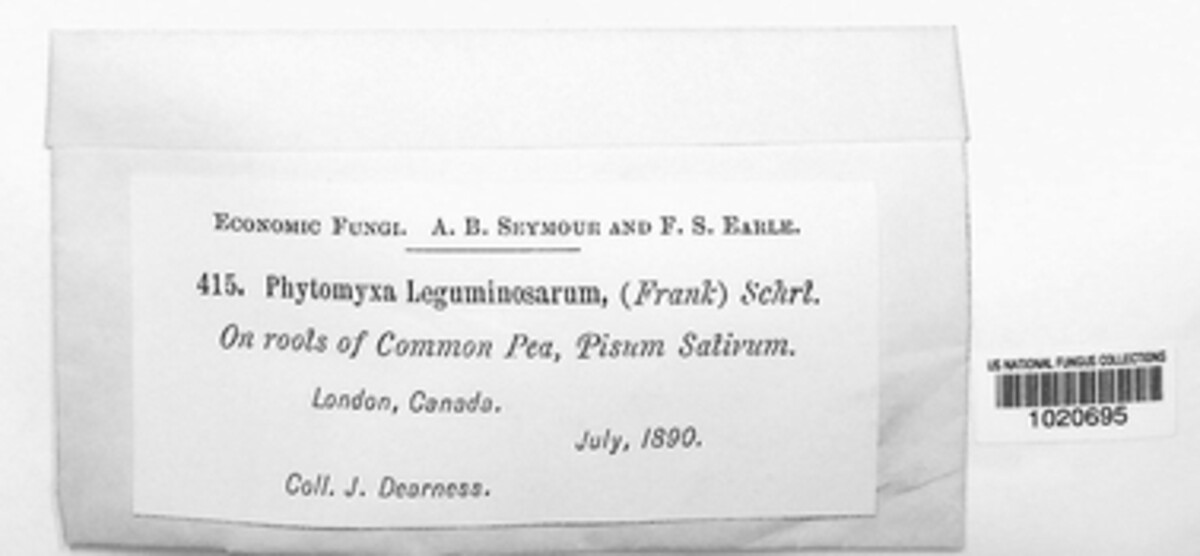 Economic Fungi. A. B. Seymour and F. S. Earle.
415. Phytomyxa Leguminosarum, (Frank) Schrt.
On roots of Common Pea, Pisum Sativum.
London, Canada.
July, 1890.
Coll. J. Dearness.
US NATIONAL FUNGUS COLLECTIONS
1020695